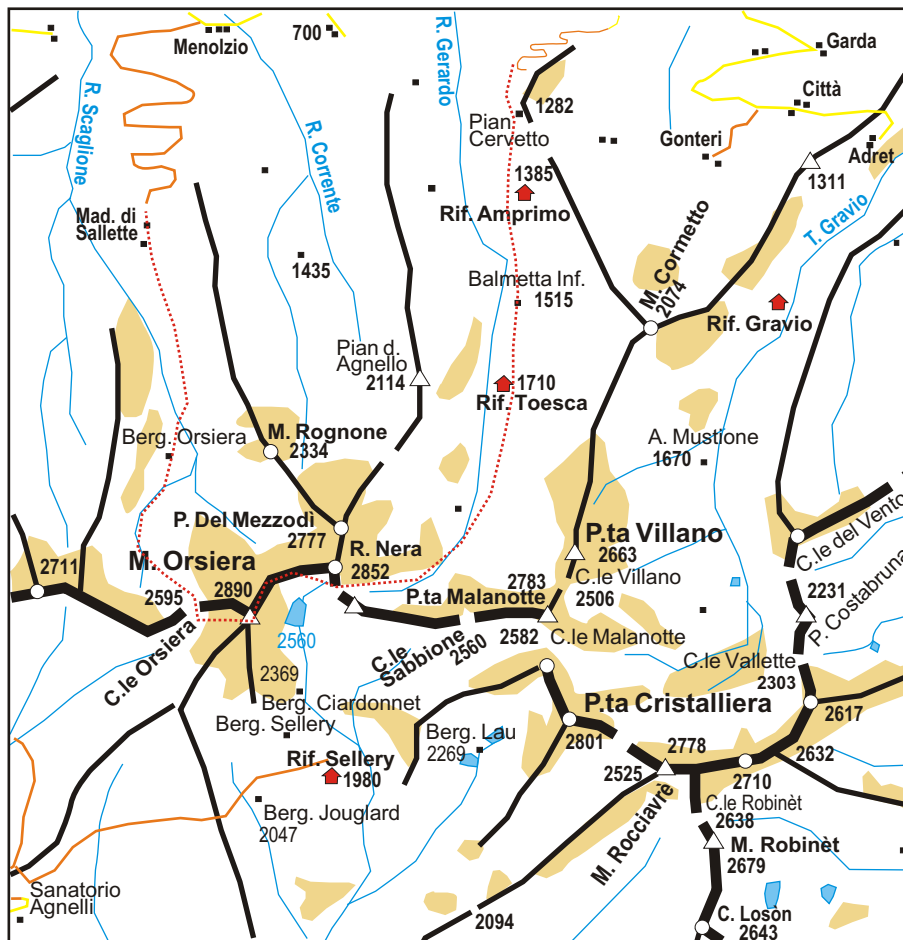 Menolzio
700
R. Gerardo
Garda
Città
R. Scaglione
1282
Pian
Cervetto
Gonteri
Adret
R. Corrente
1385
Rif. Amprimo
1311
T. Gravio
Mad. di
Sallette
1435
M. Cormetto
2074
Balmetta Inf.
1515
Rif. Gravio
Pian d.
Agnello
2114
1710
Rif. Toesca
Berg. Orsiera
M. Rognone
2334
A. Mustione
1670
P. Del Mezzodì
2777
P.ta Villano
2663
C.le del Vento
M. Orsiera
R. Nera
2852
2711
2595
2890
2783
P.ta Malanotte
C.le Villano
2506
2231
P. Costabruna
C.le Orsiera
2560
C.le
Sabbione
2560
2582
C.le Malanotte
2369
Berg. Ciardonnet
C.le Vallette
2303
P.ta Cristalliera
Berg. Sellery
Berg. Lau
2269
2801
2617
2632
Rif. Sellery
1980
2778
2525
2710
Berg. Jouglard
2047
M. Rocciavrè
C.le Robinèt
2638
M. Robinèt
2679
Sanatorio
Agnelli
2094
C. Losòn
2643